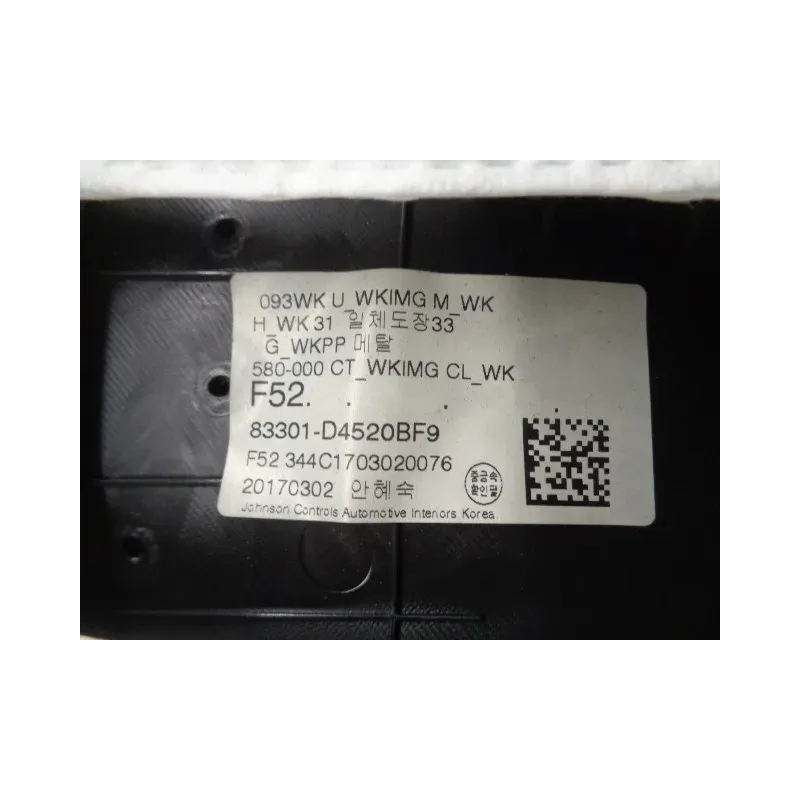 093WK U_WKIMG M_WK
H_WK 31 일체도장33
_G_WKPP 메탈
580-000 CT_WKIMG CL_WK
F52. . .
83301-D4520BF9
F52 344C1703020076
20170302 안혜숙
Johnson Controls Automotive Interiors Korea